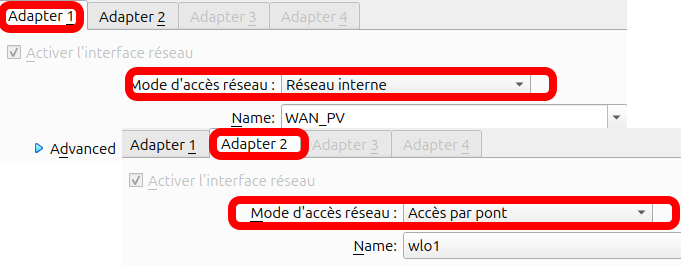 Adapter 1 Adapter 2 Adapter 3 Adapter 4
Activer l'interface réseau
Mode d'accès réseau : Réseau interne
Name: WAN_PV
Advanced
Adapter 1 Adapter 2 Adapter 3 Adapter 4
Activer l'interface réseau
Mode d'accès réseau : Accès par pont
Name: wlo1